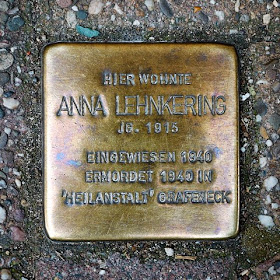 HIER WOHNTE
ANNA LEHNKERING
JG. 1915
EINGEWIESEN 1940
ERMORDET 1940 IN
"HEILANSTALT" GRAFENECK